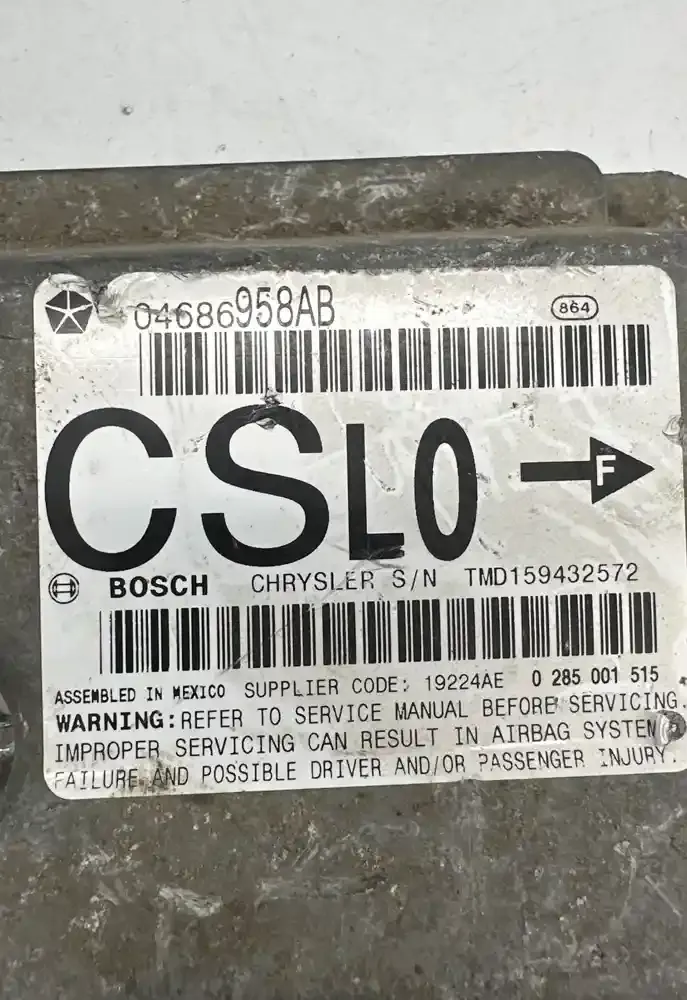 04686958AB 864
CSLO F
BOSCH CHRYSLER S/N TMD159432572
ASSEMBLED IN MEXICO SUPPLIER CODE: 19224AE 0 285 001 515
WARNING: REFER TO SERVICE MANUAL BEFORE SERVICING.
IMPROPER SERVICING CAN RESULT IN AIRBAG SYSTEM
FAILURE AND POSSIBLE DRIVER AND/OR PASSENGER INJURY.